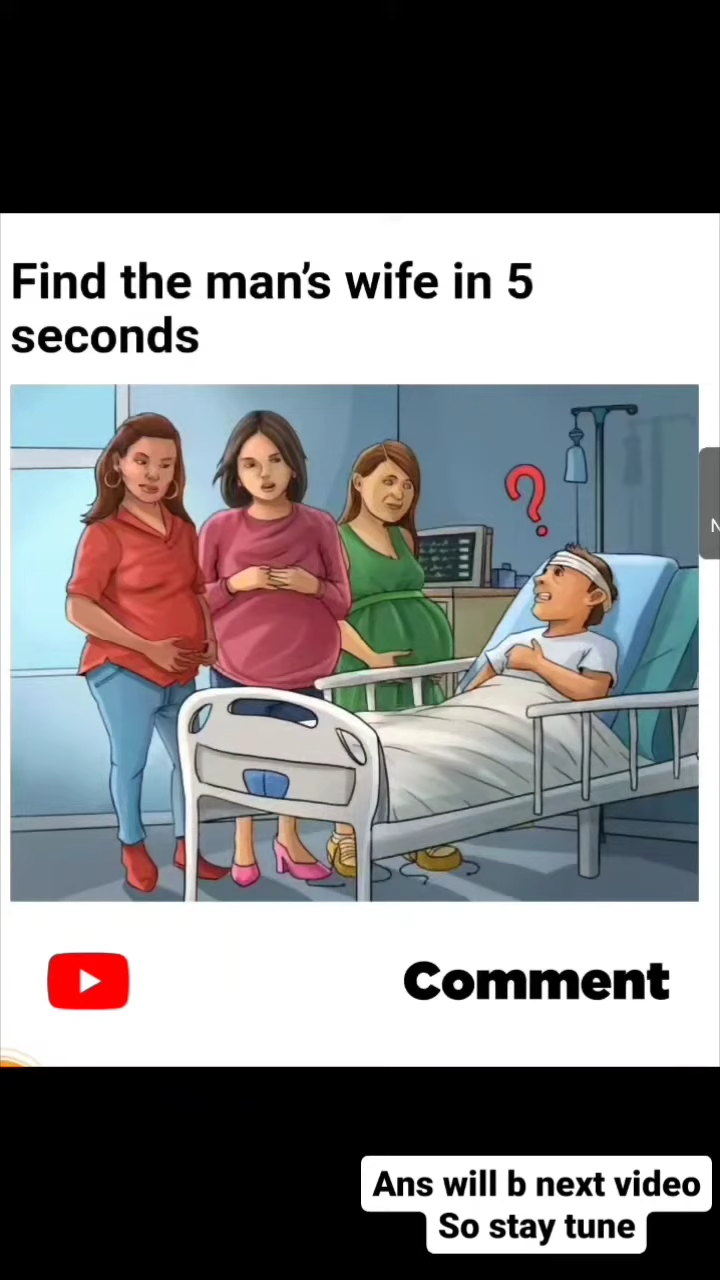 Find the man's wife in 5
seconds
?
N
Comment
Ans will b next video
So stay tune